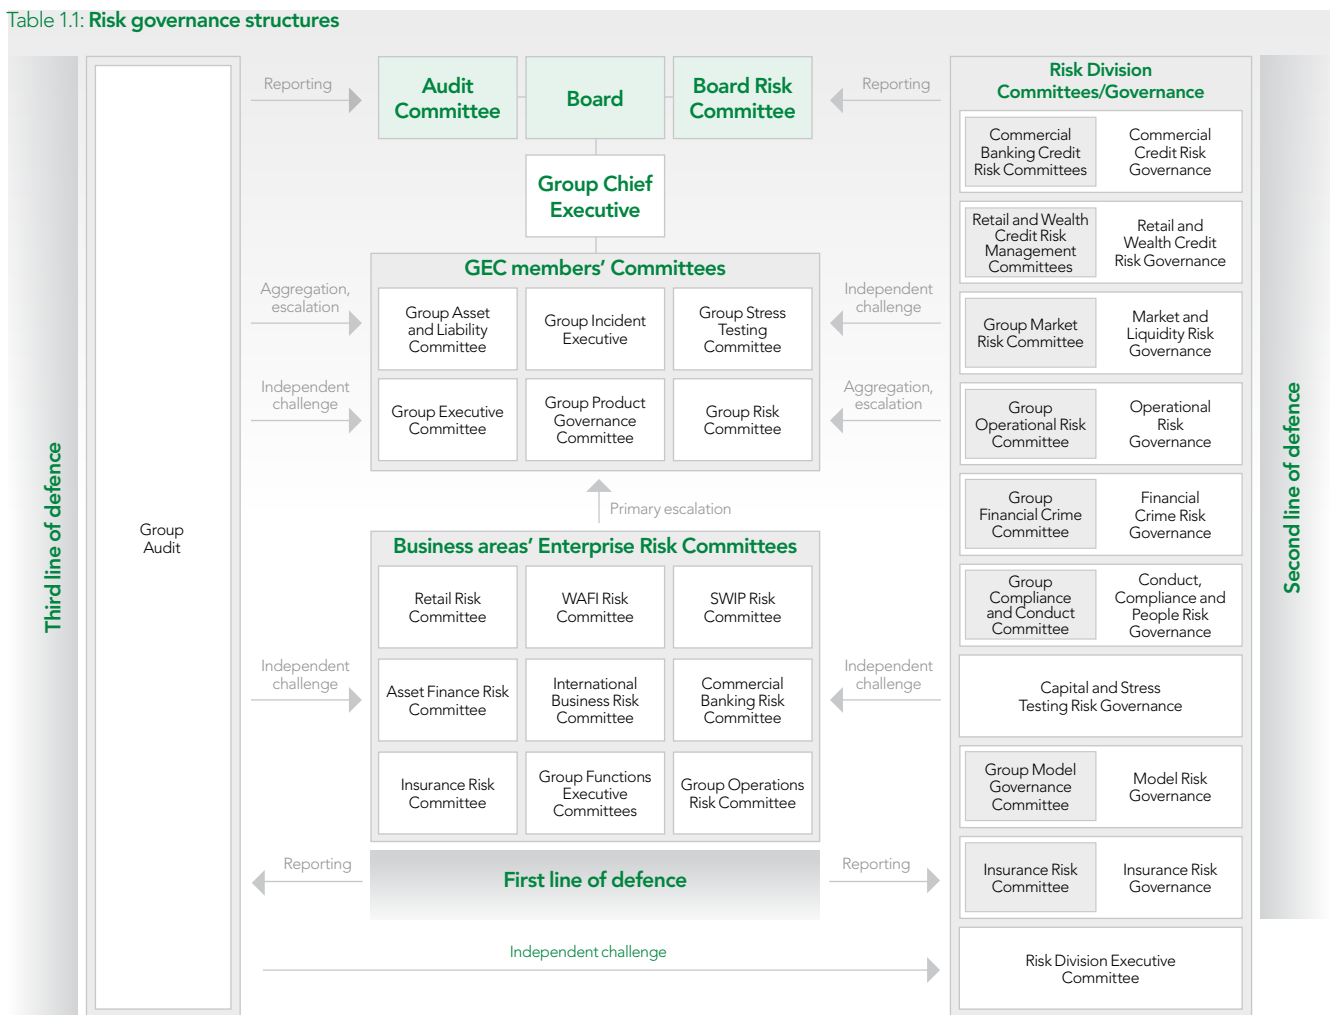 Table 1.1: Risk governance structures
Third line of defence
Group
Audit
Reporting
Aggregation,
escalation
Independent
challenge
Independent
challenge
Reporting
Audit
Committee
Board
Board Risk
Committee
Group Chief
Executive
GEC members’ Committees
Group Asset
and Liability
Committee
Group Incident
Executive
Group Stress
Testing
Committee
Group Executive
Committee
Group Product
Governance
Committee
Group Risk
Committee
Primary escalation
Business areas’ Enterprise Risk Committees
Retail Risk
Committee
WAFI Risk
Committee
SWIP Risk
Committee
Asset Finance Risk
Committee
International
Business Risk
Committee
Commercial
Banking Risk
Committee
Insurance Risk
Committee
Group Functions
Executive
Committees
Group Operations
Risk Committee
First line of defence
Independent challenge
Reporting
Independent
challenge
Aggregation,
escalation
Independent
challenge
Reporting
Risk Division
Committees/Governance
Commercial
Banking Credit
Risk Committees
Commercial
Credit Risk
Governance
Retail and Wealth
Credit Risk
Management
Committees
Retail and
Wealth Credit
Risk Governance
Group Market
Risk Committee
Market and
Liquidity Risk
Governance
Group
Operational Risk
Committee
Operational
Risk
Governance
Group
Financial Crime
Committee
Financial
Crime Risk
Governance
Group
Compliance
and Conduct
Committee
Conduct,
Compliance and
People Risk
Governance
Capital and Stress
Testing Risk Governance
Group Model
Governance
Committee
Model Risk
Governance
Insurance Risk
Committee
Insurance Risk
Governance
Risk Division Executive
Committee
Second line of defence